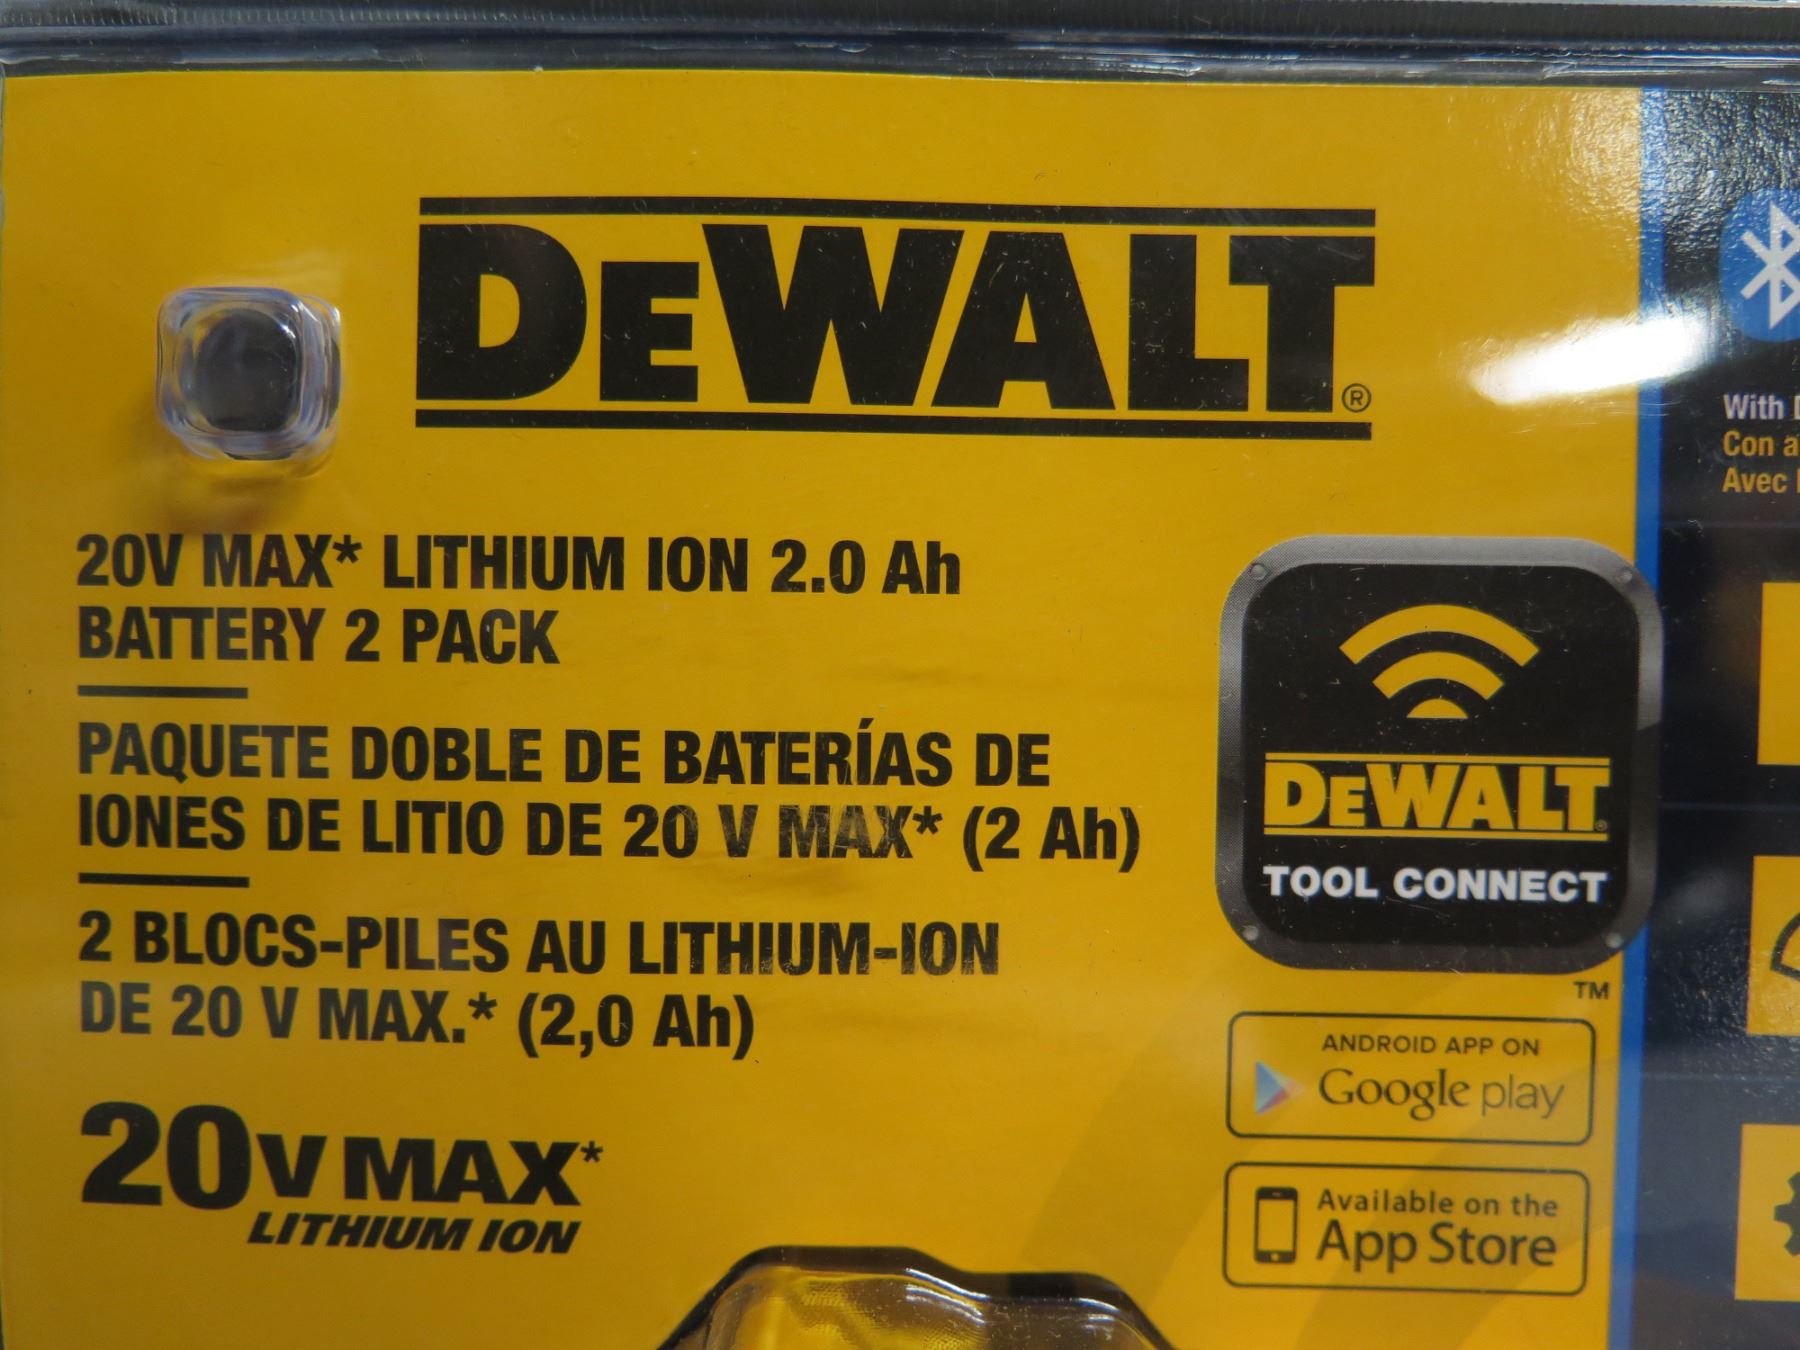 DEWALT®
20V MAX* LITHIUM ION 2.0 Ah
BATTERY 2 PACK
PAQUETE DOBLE DE BATERÍAS DE
IONES DE LITIO DE 20 V MAX* (2 Ah)
2 BLOCS-PILES AU LITHIUM-ION
DE 20 V MAX.* (2,0 Ah)
20V MAX*
LITHIUM ION
DEWALT®
TOOL CONNECT
TM
ANDROID APP ON
Google play
Available on the
App Store
With
Con
Avec